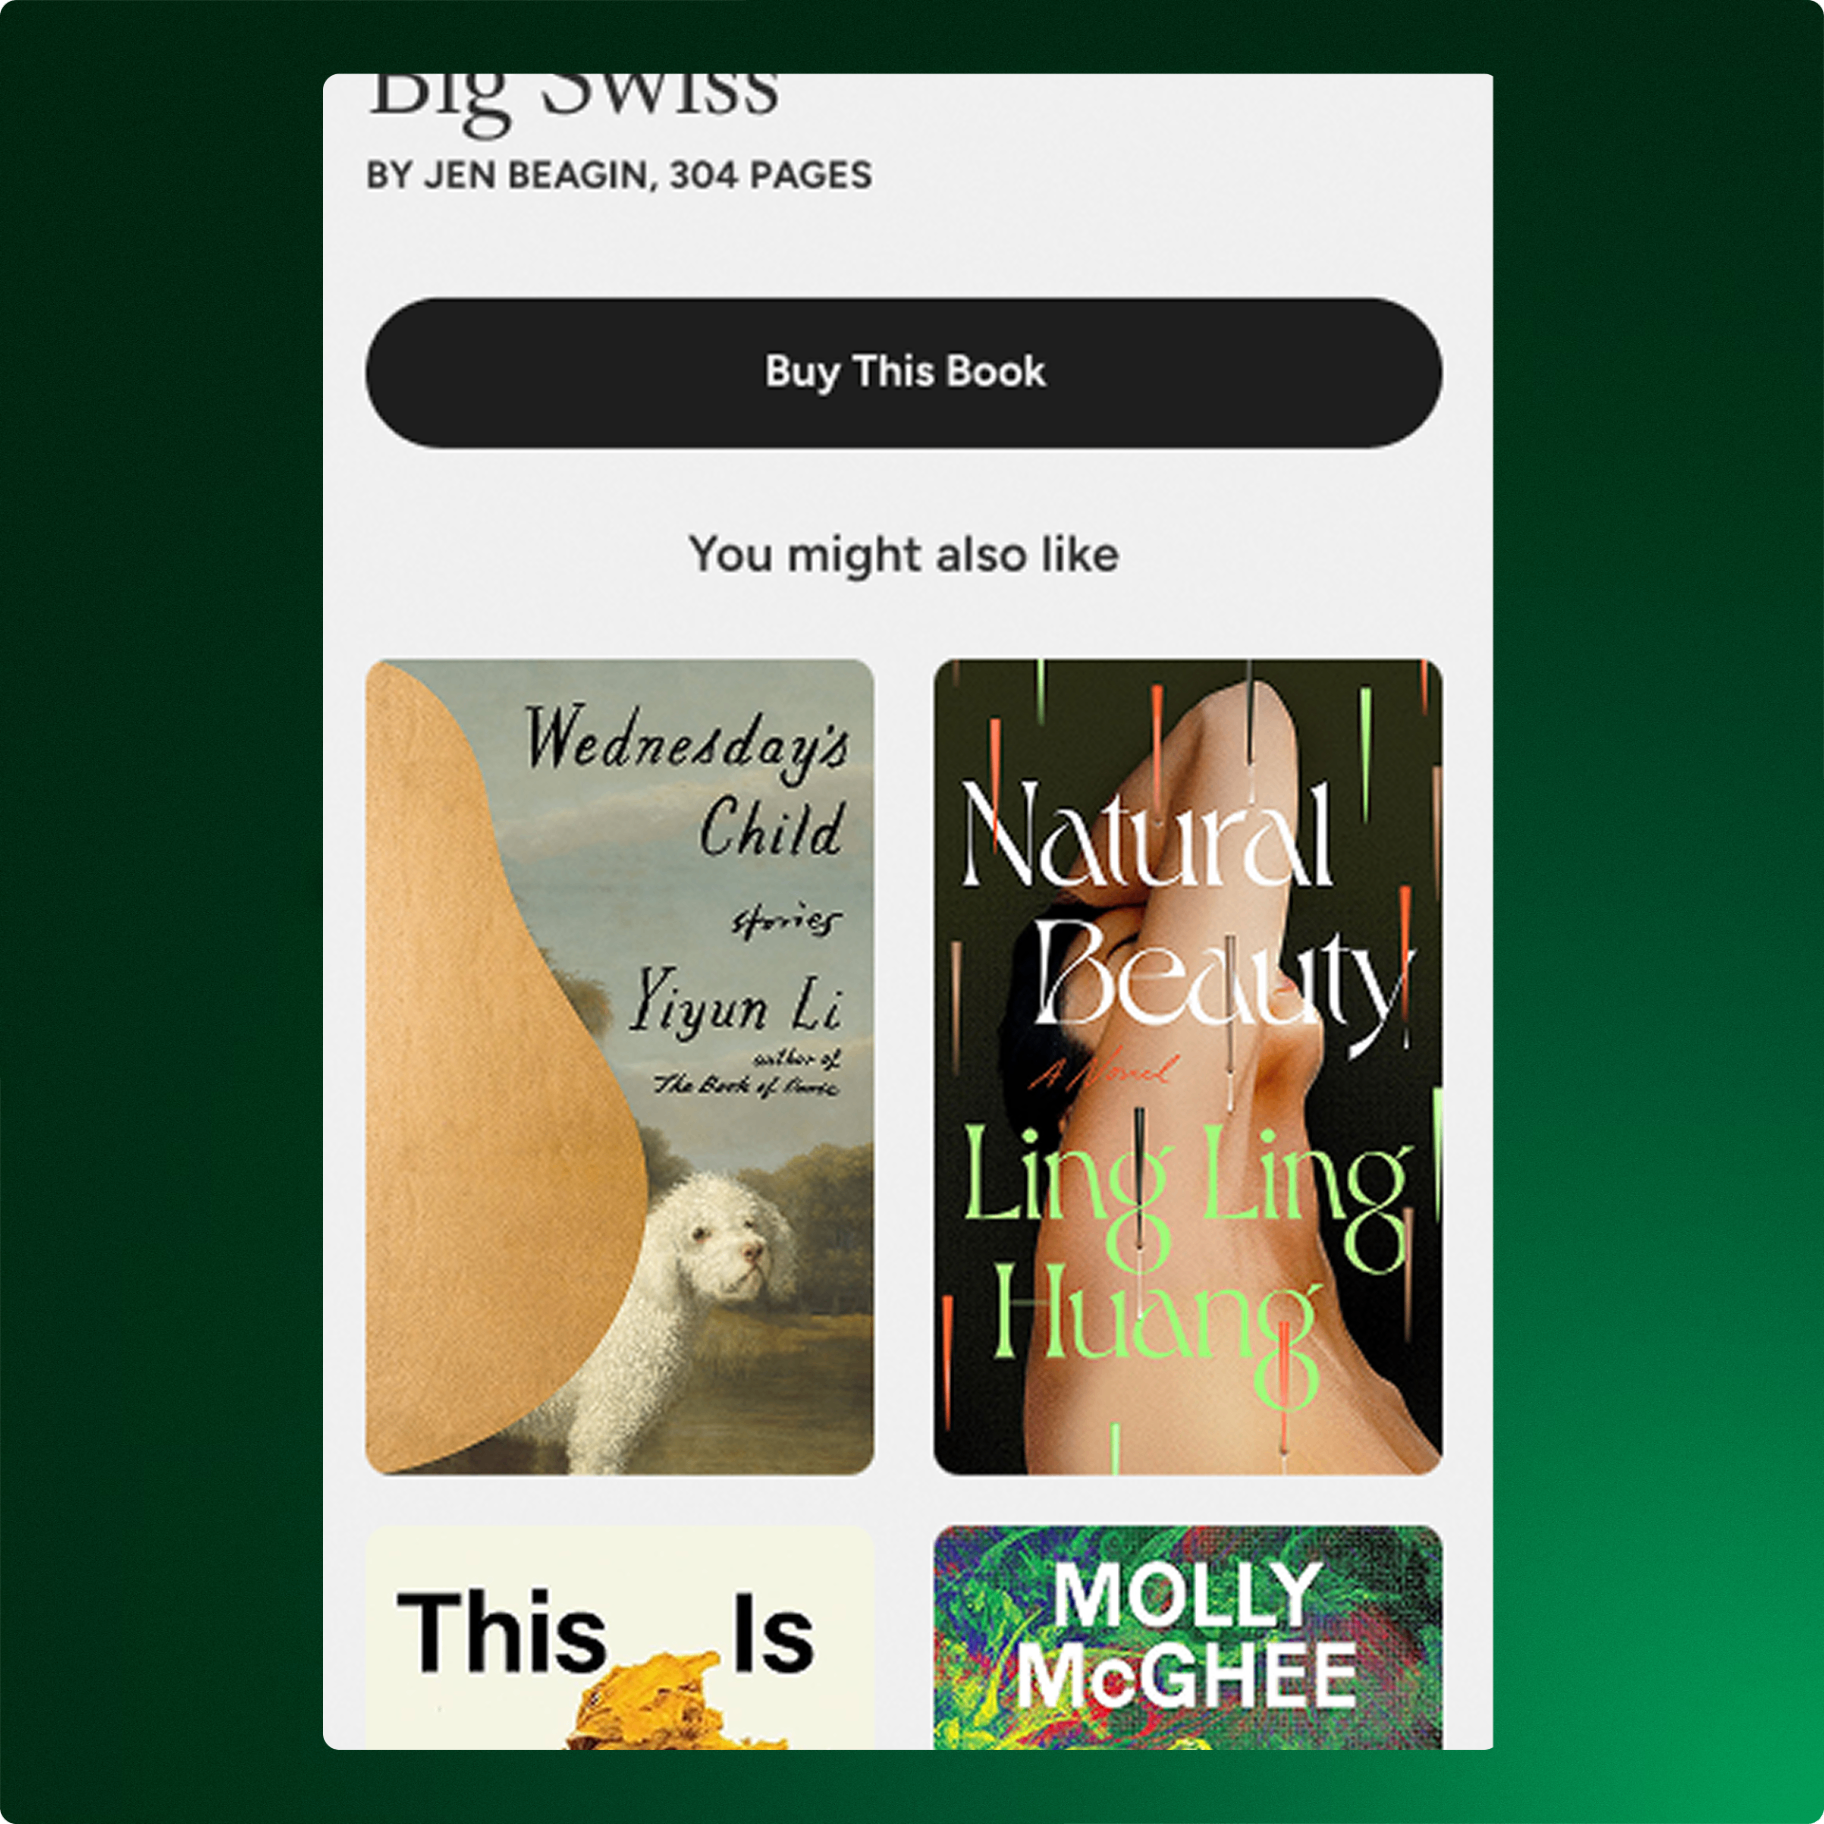 Big Swiss
BY JEN BEAGIN, 304 PAGES
Buy This Book
You might also like
Wednesday's
Child
stories
Yiyun Li
author of
The Book of Goose
Natural
Beauty
A Novel
Ling Ling
Huang
This Is
MOLLY
McGHEE